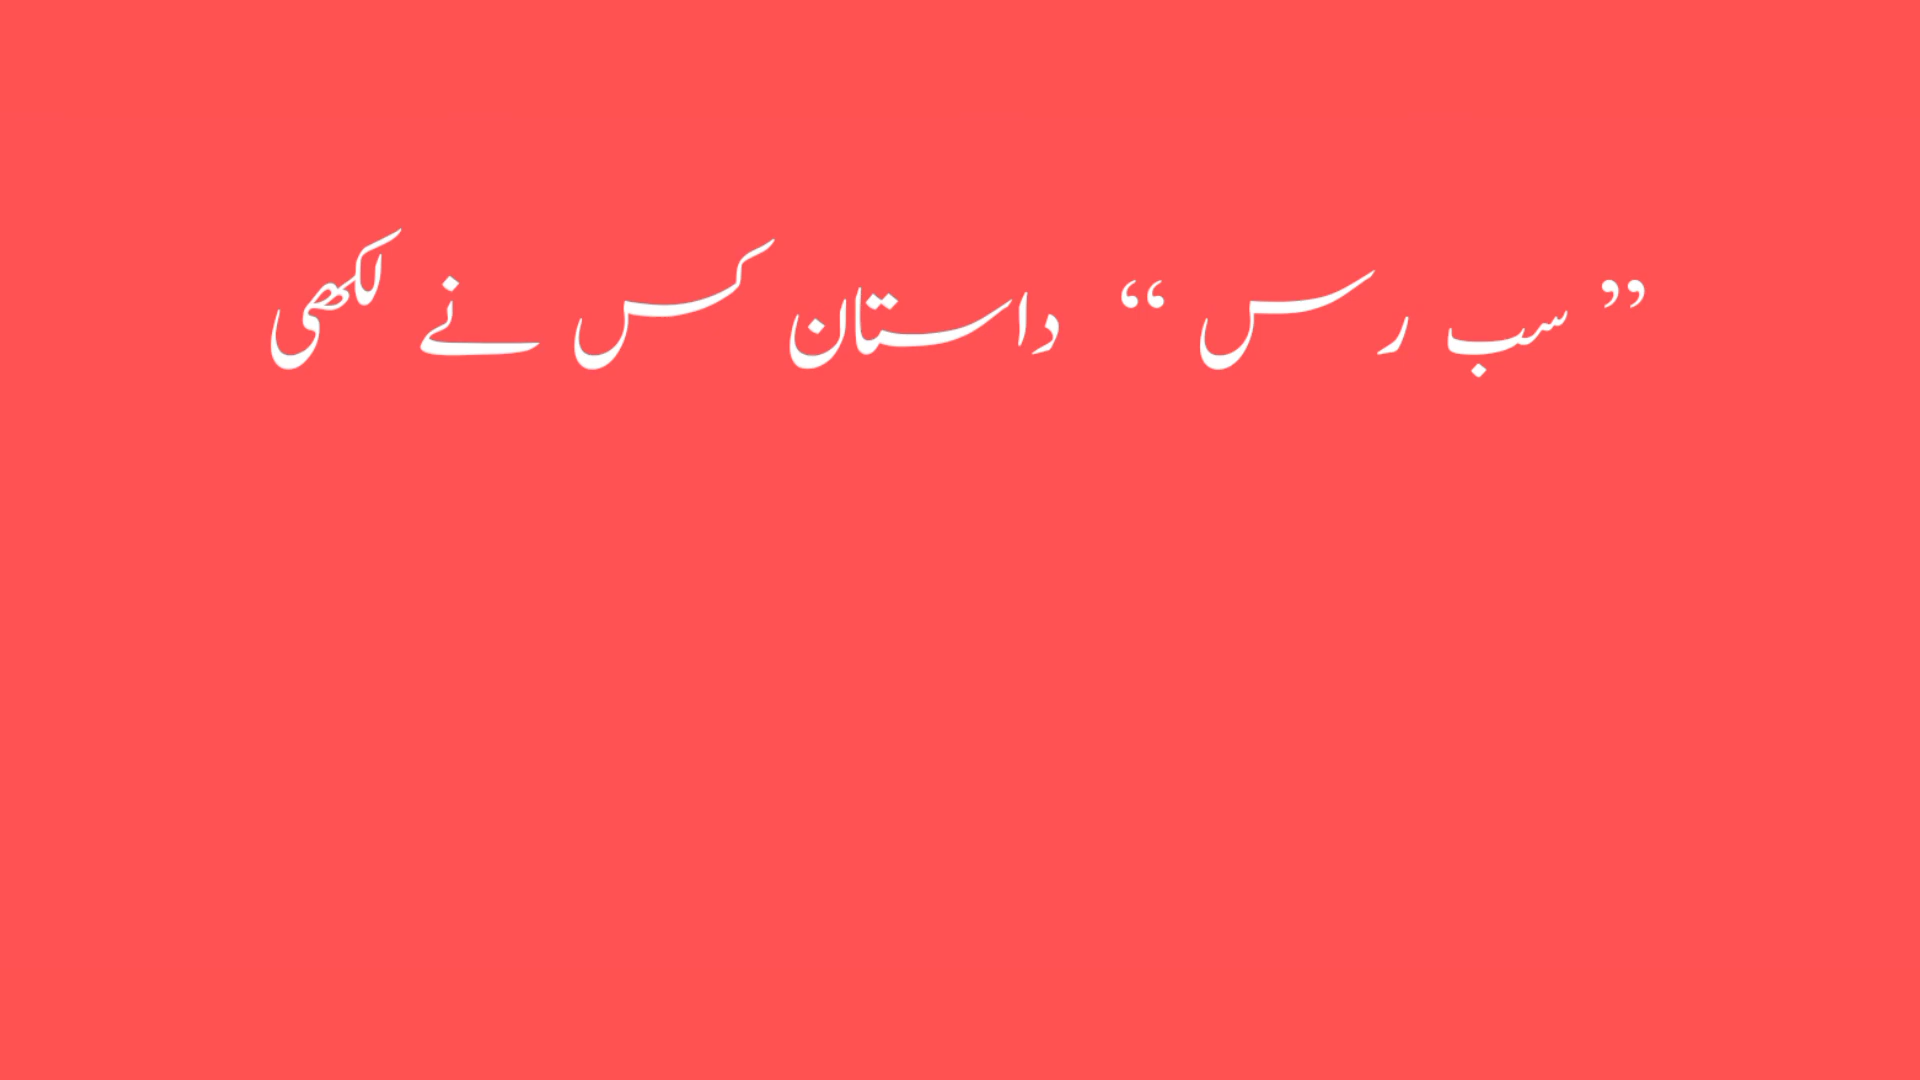 ” سب رس “ داستان کس نے لکھی